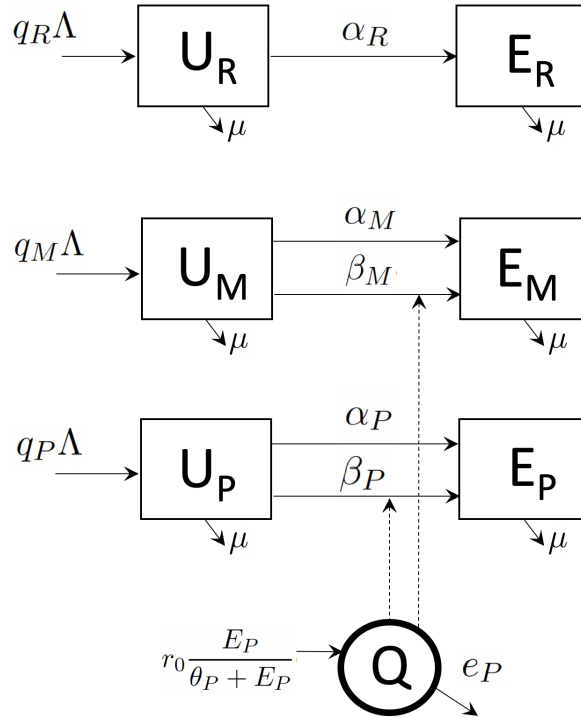 q_RΛ U_R α_R E_R
μ μ
q_MΛ U_M α_M β_M E_M
μ μ
q_PΛ U_P α_P β_P E_P
μ μ
r_0 E_P / (θ_P + E_P) Q e_P